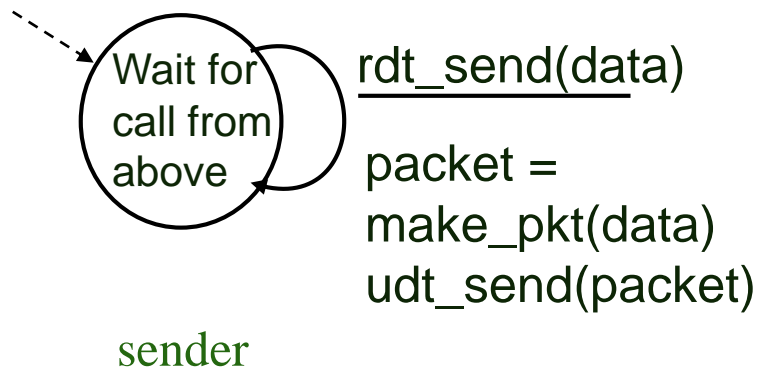 Wait for
call from
above
rdt_send(data)
packet =
make_pkt(data)
udt_send(packet)
sender